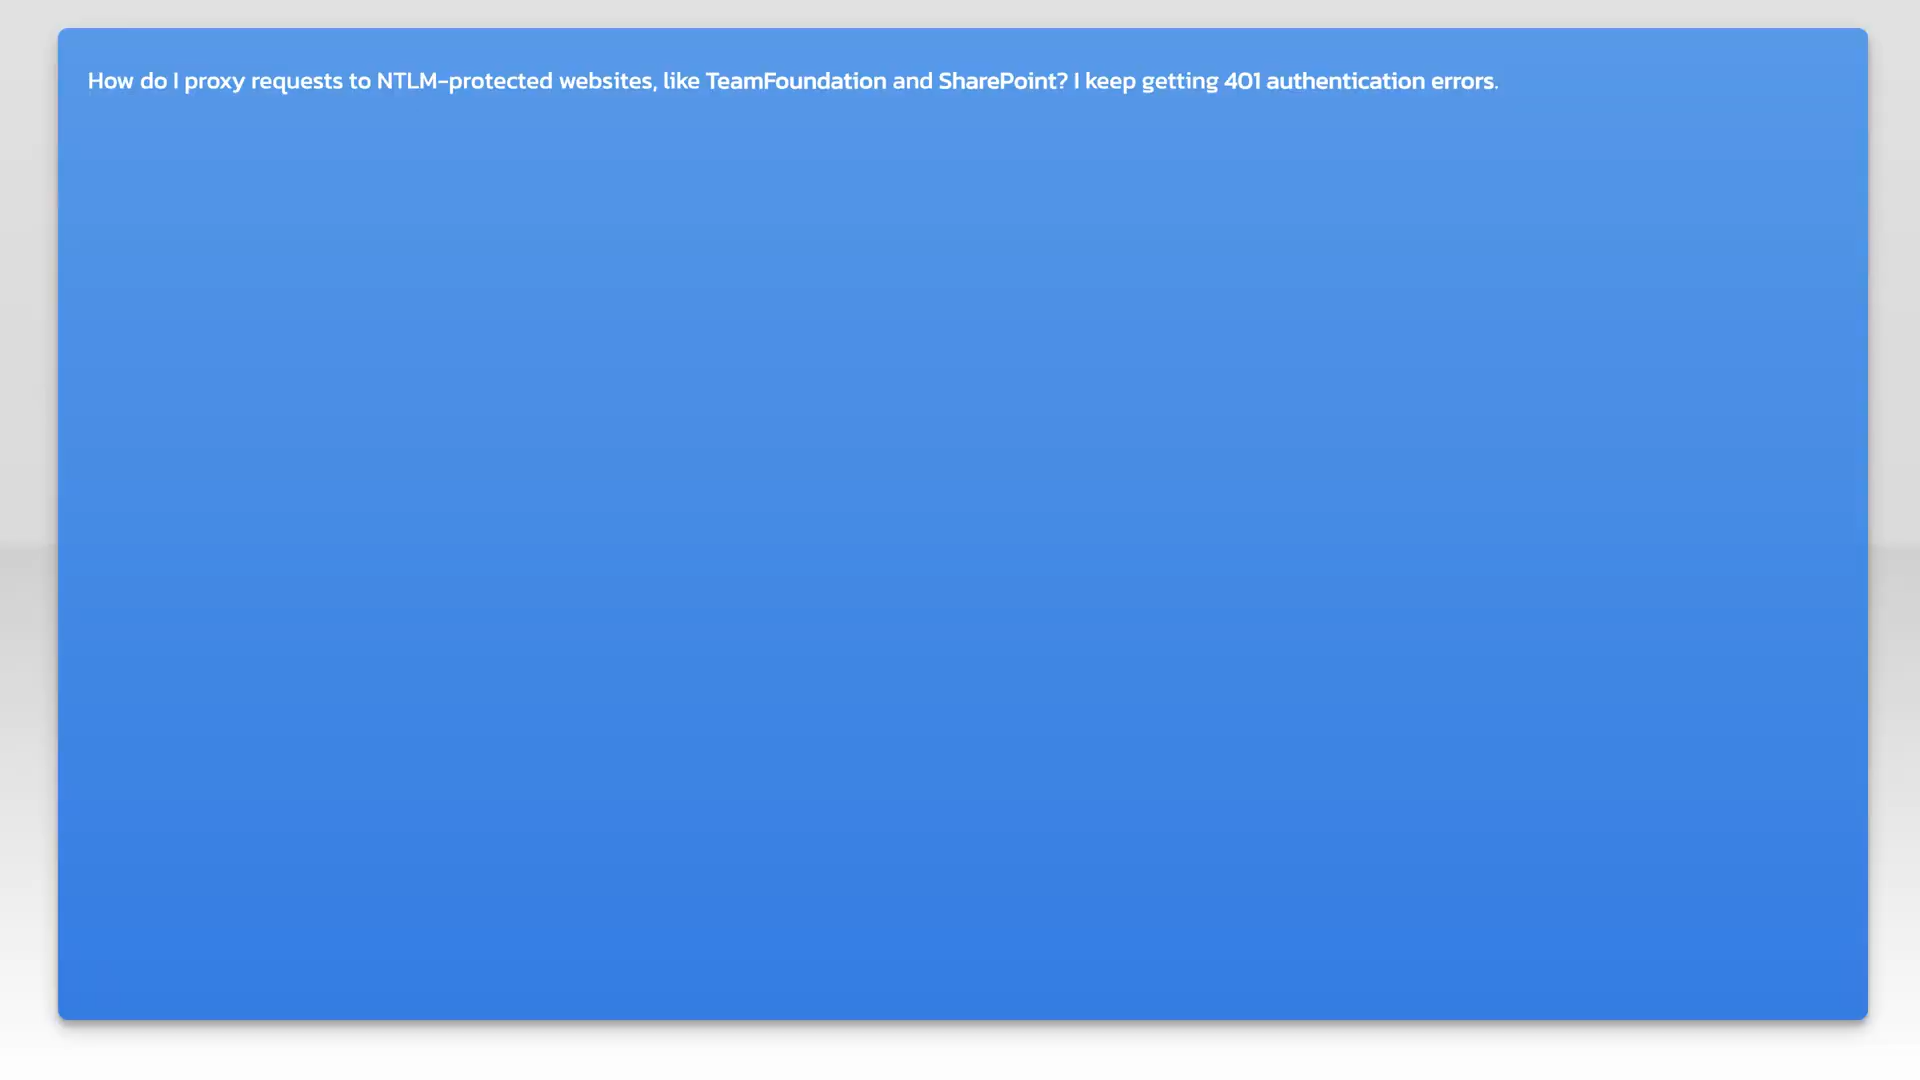 How do I proxy requests to NTLM-protected websites, like TeamFoundation and SharePoint? I keep getting 401 authentication errors.